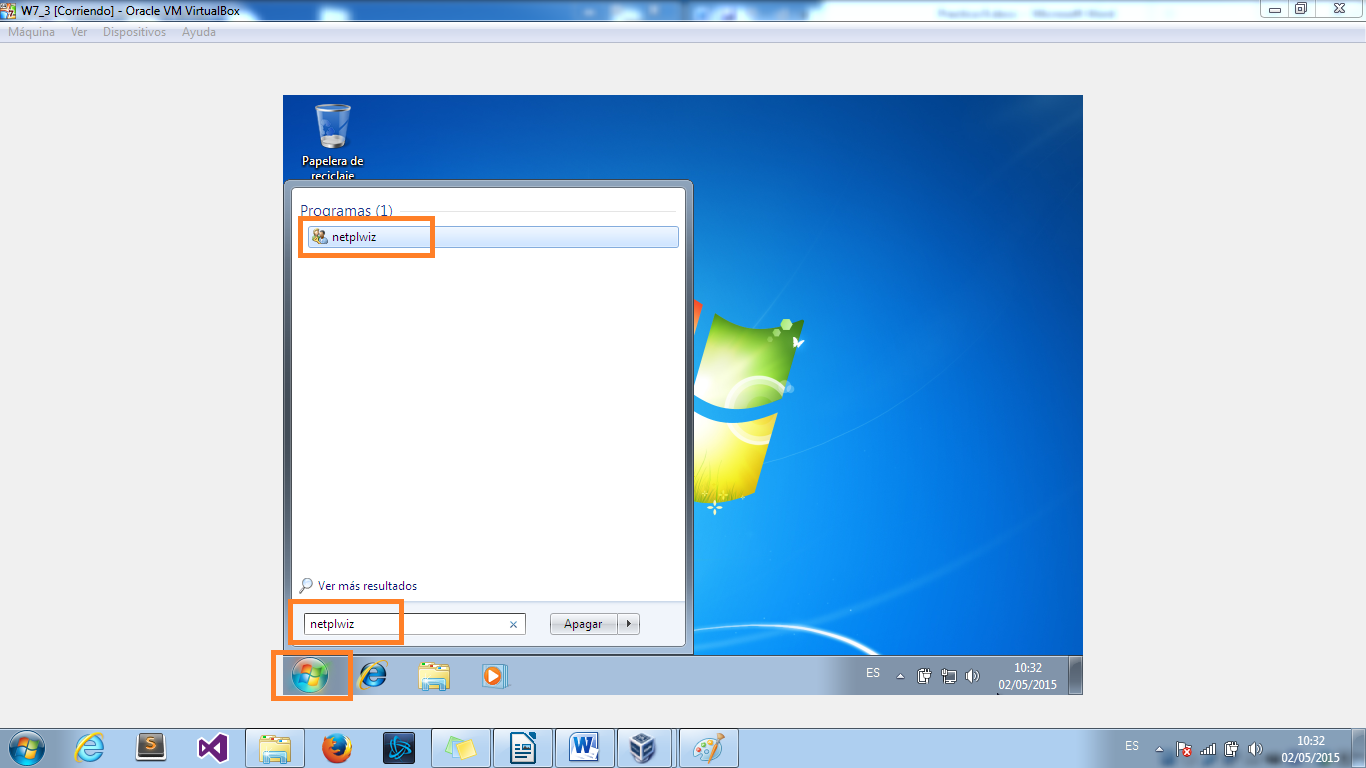 W7_3 [Corriendo] - Oracle VM VirtualBox
Máquina Ver Dispositivos Ayuda
Papelera de
reciclaje
Programas (1)
netplwiz
Ver más resultados
netplwiz
Apagar
ES
10:32
02/05/2015
ES
10:32
02/05/2015